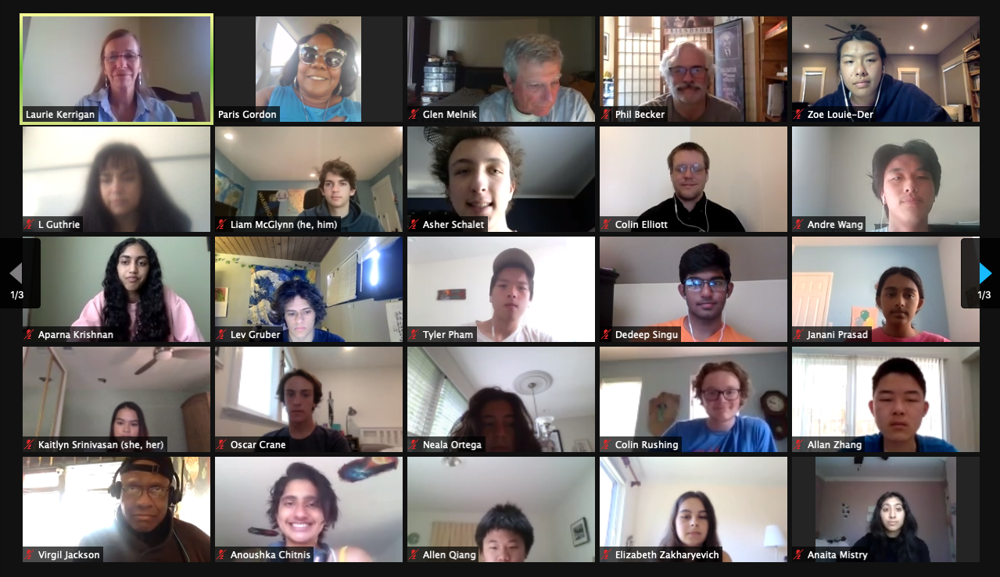 Laurie Kerrigan
Paris Gordon
Glen Melnik
FRIENDSHIP
Phil Becker
Zoe Louie-Der
L Guthrie
Liam McGlynn (he, him)
Asher Schalet
Colin Elliott
Andre Wang
1/3
Aparna Krishnan
Lev Gruber
Tyler Pham
Dedeep Singu
Janani Prasad
1/3
Kaitlyn Srinivasan (she, her)
Oscar Crane
Neala Ortega
Colin Rushing
Allan Zhang
Virgil Jackson
Anoushka Chitnis
Allen Qiang
Elizabeth Zakharyevich
Anaita Mistry